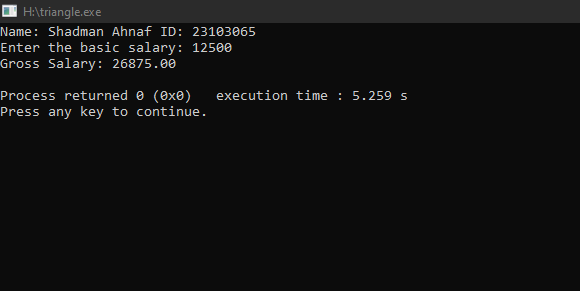 H:\triangle.exe
Name: Shadman Ahnaf ID: 23103065
Enter the basic salary: 12500
Gross Salary: 26875.00
Process returned 0 (0x0)   execution time : 5.259 s
Press any key to continue.